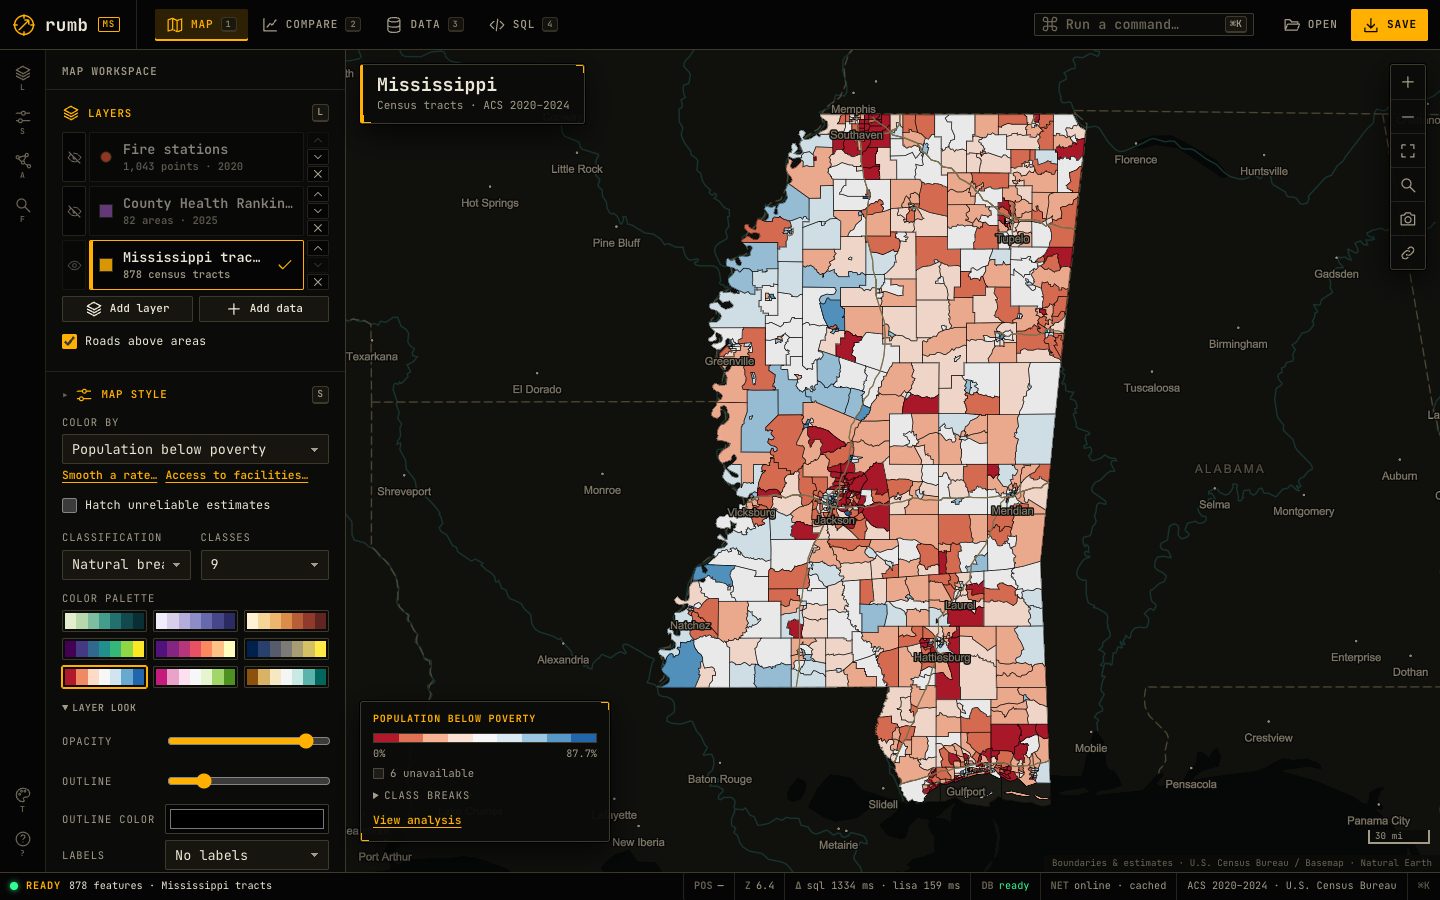 rumb MS
MAP 1
COMPARE 2
DATA 3
SQL 4
Run a command… ⌘K
OPEN
SAVE
MAP WORKSPACE
LAYERS L
Fire stations
1,043 points · 2020
County Health Rankin…
82 areas · 2025
Mississippi trac…
878 census tracts
Add layer
Add data
Roads above areas
MAP STYLE S
COLOR BY
Population below poverty
Smooth a rate… Access to facilities…
Hatch unreliable estimates
CLASSIFICATION CLASSES
Natural brea 9
COLOR PALETTE
LAYER LOOK
OPACITY
OUTLINE
OUTLINE COLOR
LABELS No labels
L
S
A
F
T
?
Mississippi
Census tracts · ACS 2020–2024
Memphis
Southaven
Little Rock
Hot Springs
Pine Bluff
Florence
Huntsville
Tupelo
Gadsden
Texarkana
Greenville
Birmingham
El Dorado
Tuscaloosa
ALABAMA
Auburn
Shreveport
Monroe
Vicksburg
Jackson
Meridian
Selma
Montgomery
Laurel
Natchez
Hattiesburg
Alexandria
Enterprise
Dothan
Mobile
Crestview
Baton Rouge
Pensacola
Slidell
Gulfport
Panama City
New Iberia
Metairie
Port Arthur
POPULATION BELOW POVERTY
0% 87.7%
6 unavailable
CLASS BREAKS
View analysis
30 mi
Boundaries & estimates · U.S. Census Bureau / Basemap · Natural Earth
READY 878 features · Mississippi tracts
POS —
Z 6.4
Δ sql 1334 ms · lisa 159 ms
DB ready
NET online · cached
ACS 2020–2024 · U.S. Census Bureau
⌘K